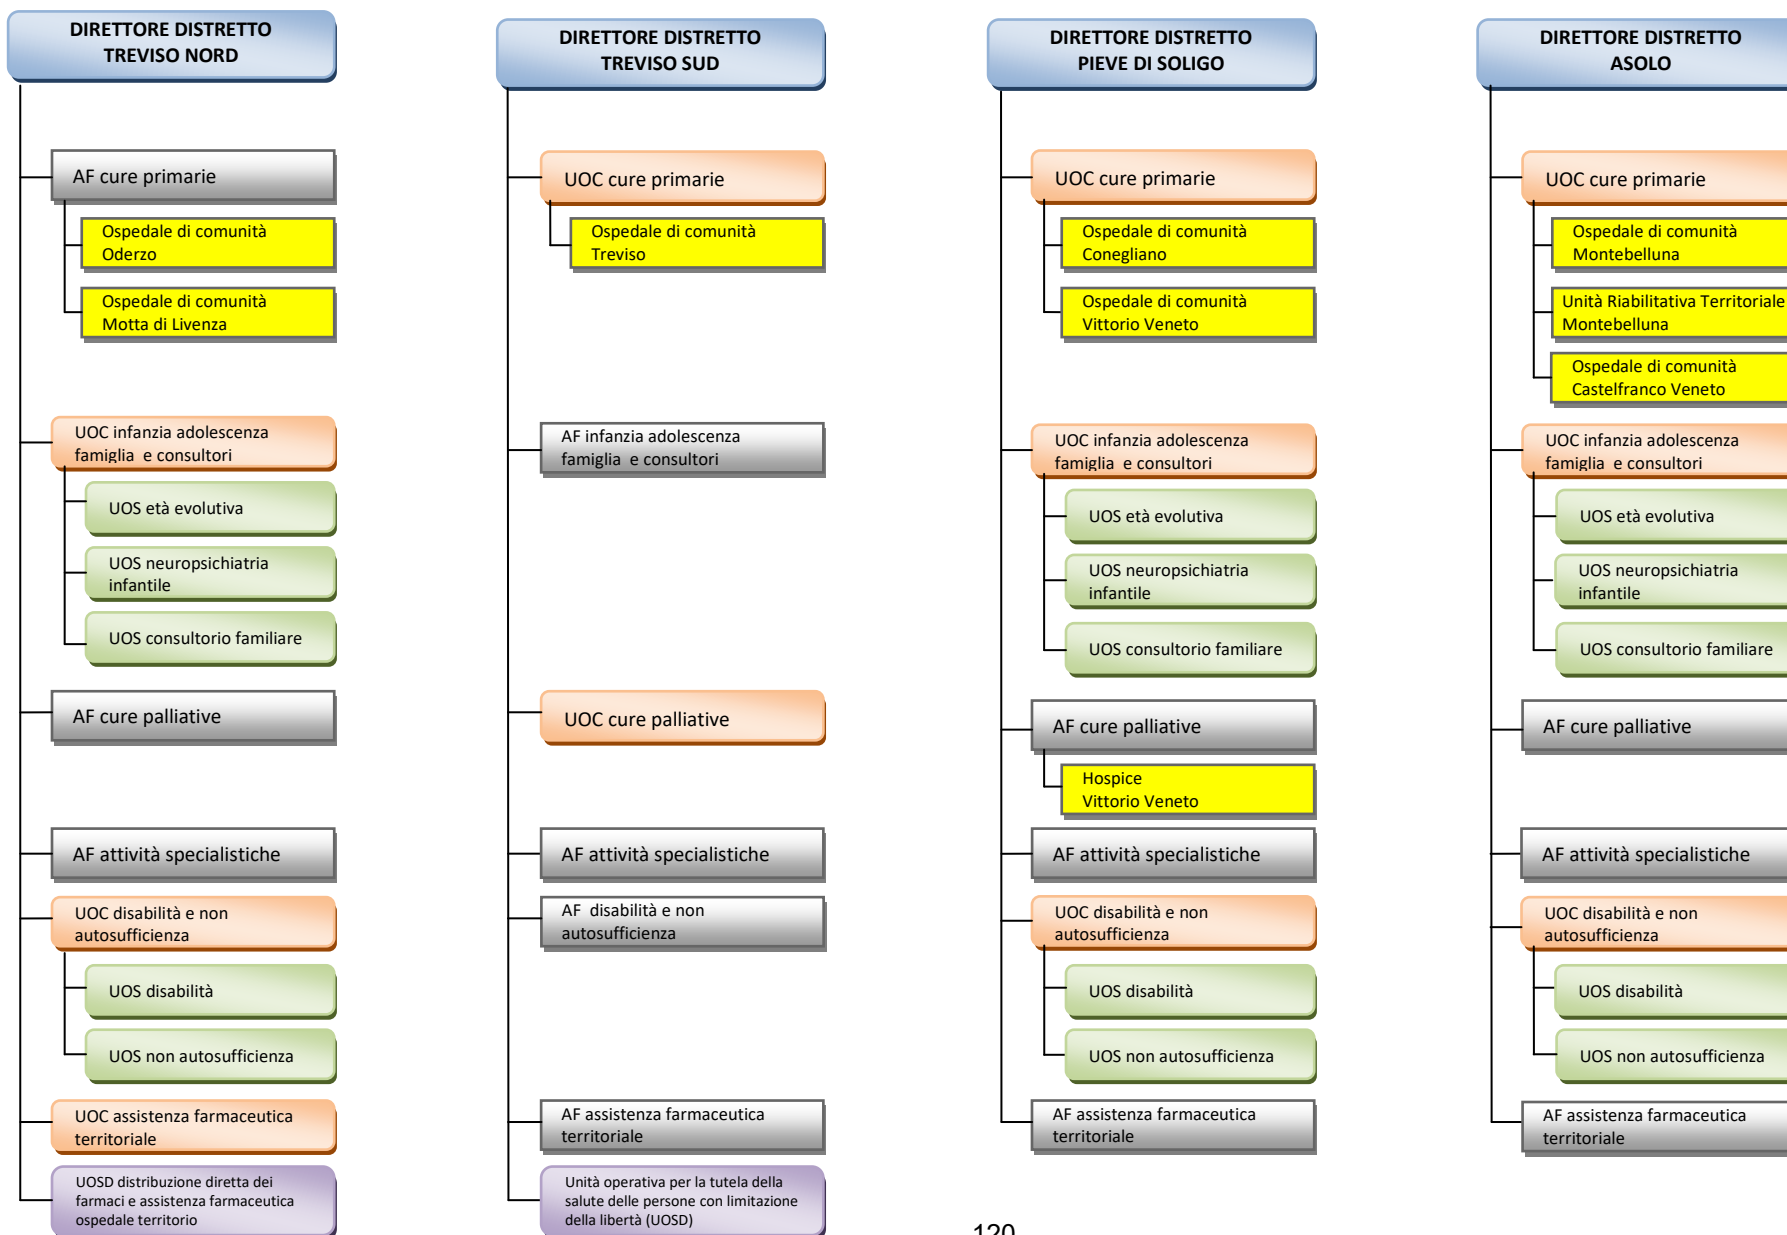 DIRETTORE DISTRETTO
TREVISO NORD
AF cure primarie
Ospedale di comunità
Oderzo
Ospedale di comunità
Motta di Livenza
UOC infanzia adolescenza
famiglia  e consultori
UOS età evolutiva
UOS neuropsichiatria
infantile
UOS consultorio familiare
AF cure palliative
AF attività specialistiche
UOC disabilità e non
autosufficienza
UOS disabilità
UOS non autosufficienza
UOC assistenza farmaceutica
territoriale
UOSD distribuzione diretta dei
farmaci e assistenza farmaceutica
ospedale territorio
DIRETTORE DISTRETTO
TREVISO SUD
UOC cure primarie
Ospedale di comunità
Treviso
AF infanzia adolescenza
famiglia  e consultori
UOC cure palliative
AF attività specialistiche
AF  disabilità e non
autosufficienza
AF assistenza farmaceutica
territoriale
Unità operativa per la tutela della
salute delle persone con limitazione
della libertà (UOSD)
DIRETTORE DISTRETTO
PIEVE DI SOLIGO
UOC cure primarie
Ospedale di comunità
Conegliano
Ospedale di comunità
Vittorio Veneto
UOC infanzia adolescenza
famiglia  e consultori
UOS età evolutiva
UOS neuropsichiatria
infantile
UOS consultorio familiare
AF cure palliative
Hospice
Vittorio Veneto
AF attività specialistiche
UOC disabilità e non
autosufficienza
UOS disabilità
UOS non autosufficienza
AF assistenza farmaceutica
territoriale
DIRETTORE DISTRETTO
ASOLO
UOC cure primarie
Ospedale di comunità
Montebelluna
Unità Riabilitativa Territoriale
Montebelluna
Ospedale di comunità
Castelfranco Veneto
UOC infanzia adolescenza
famiglia  e consultori
UOS età evolutiva
UOS neuropsichiatria
infantile
UOS consultorio familiare
AF cure palliative
AF attività specialistiche
UOC disabilità e non
autosufficienza
UOS disabilità
UOS non autosufficienza
AF assistenza farmaceutica
territoriale
120